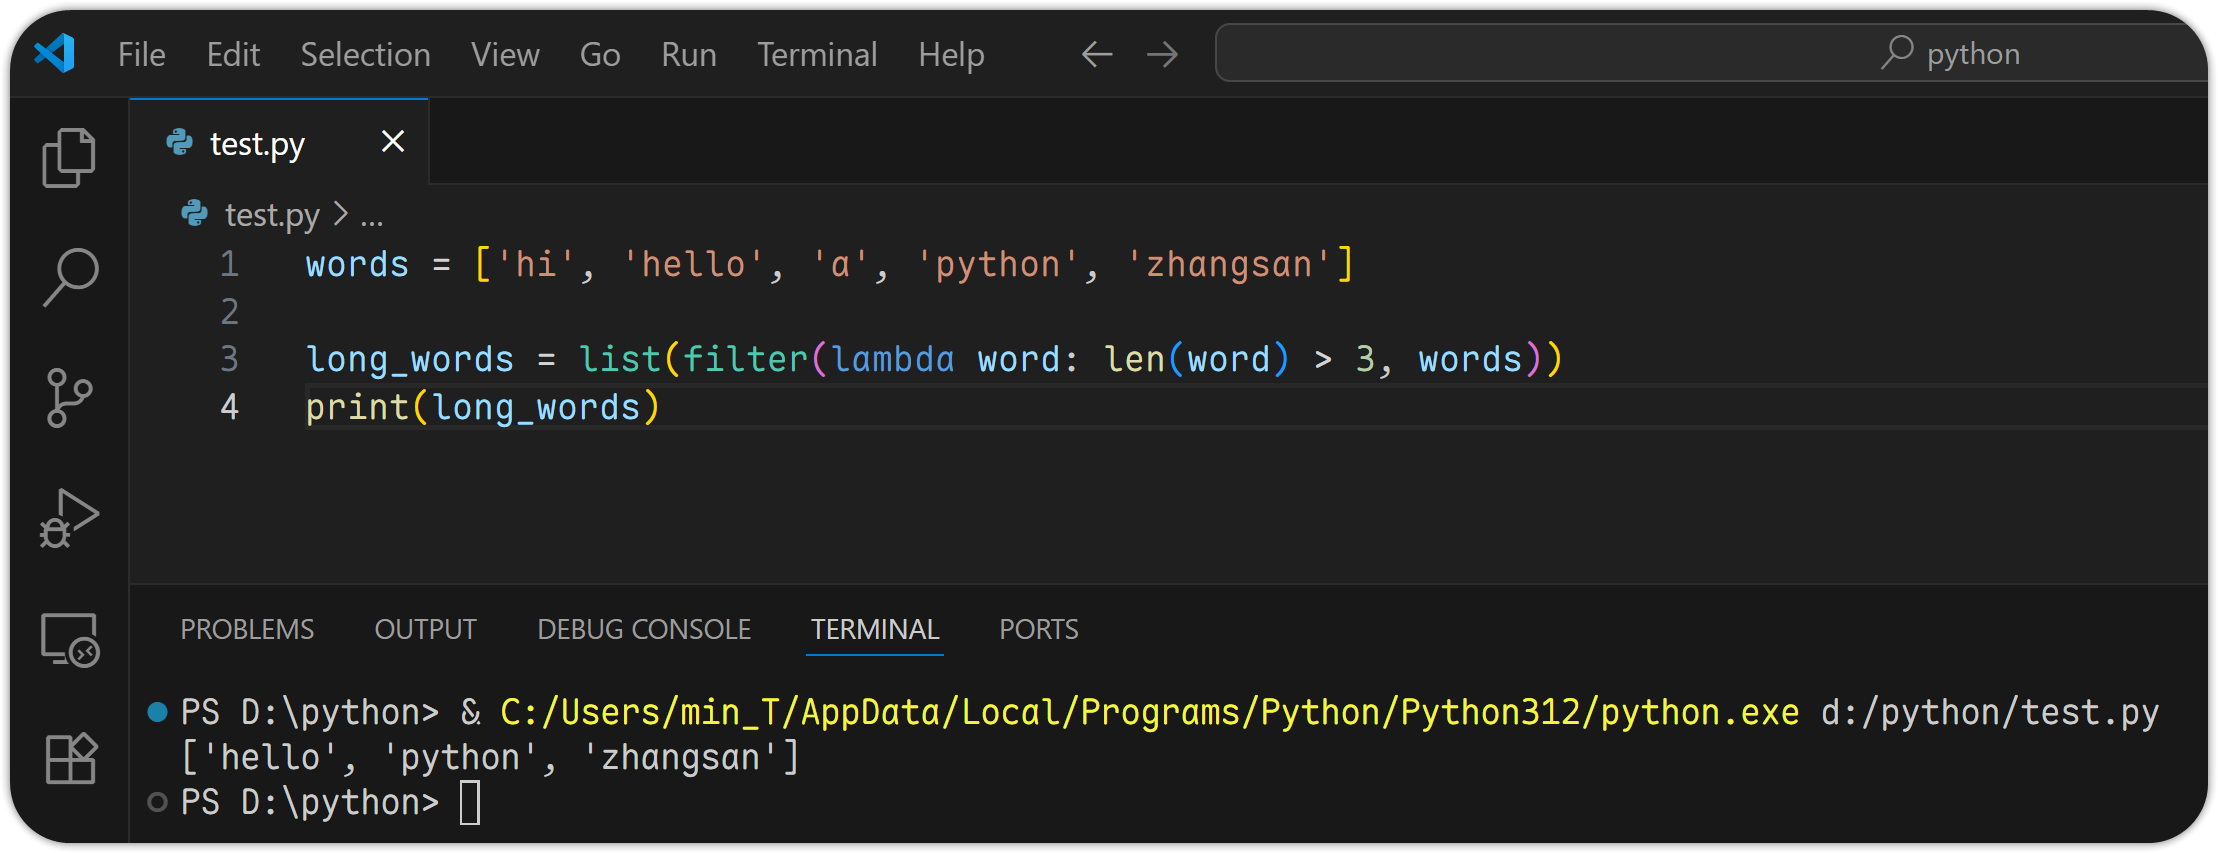 File Edit Selection View Go Run Terminal Help python
test.py
test.py > ...
1 words = ['hi', 'hello', 'a', 'python', 'zhangsan']
2
3 long_words = list(filter(lambda word: len(word) > 3, words))
4 print(long_words)
PROBLEMS OUTPUT DEBUG CONSOLE TERMINAL PORTS
PS D:\python> & C:/Users/min_T/AppData/Local/Programs/Python/Python312/python.exe d:/python/test.py
['hello', 'python', 'zhangsan']
PS D:\python>